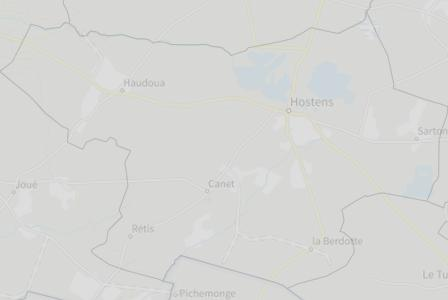 Haudoua
Hostens
Sarton
Joué
Canet
Rétis
la Berdotte
Le Tu
Pichemonge